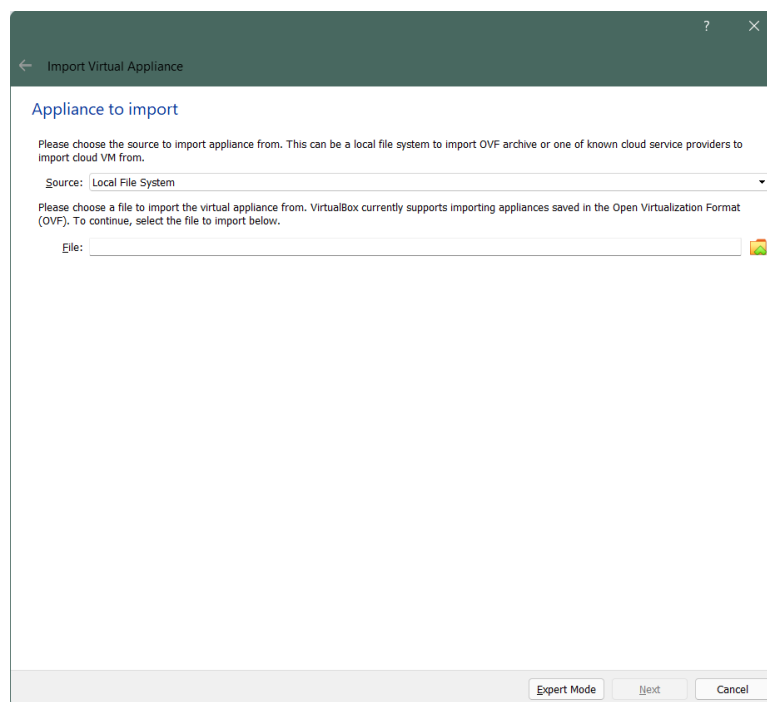 ?
Import Virtual Appliance
Appliance to import
Please choose the source to import appliance from. This can be a local file system to import OVF archive or one of known cloud service providers to
import cloud VM from.
Source: Local File System
Please choose a file to import the virtual appliance from. VirtualBox currently supports importing appliances saved in the Open Virtualization Format
(OVF). To continue, select the file to import below.
File:
Expert Mode Next Cancel